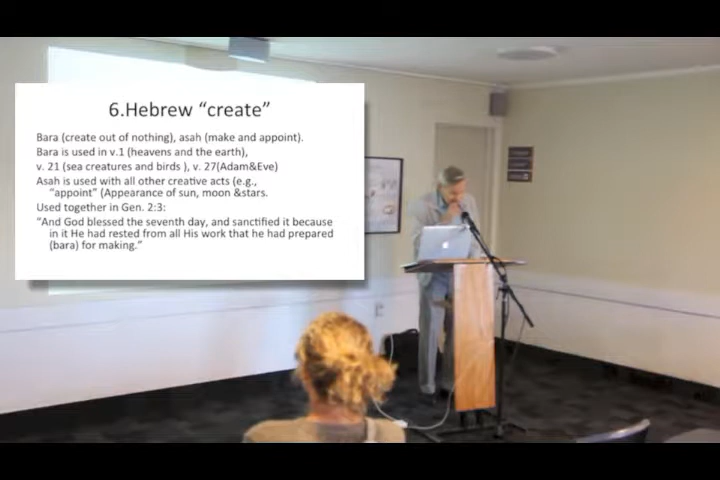 6.Hebrew “create”
Bara (create out of nothing), asah (make and appoint).
Bara is used in v.1 (heavens and the earth),
v. 21 (sea creatures and birds ), v. 27(Adam&Eve)
Asah is used with all other creative acts (e.g.,
“appoint” (Appearance of sun, moon &stars.
Used together in Gen. 2:3:
“And God blessed the seventh day, and sanctified it because
in it He had rested from all His work that he had prepared
(bara) for making.”